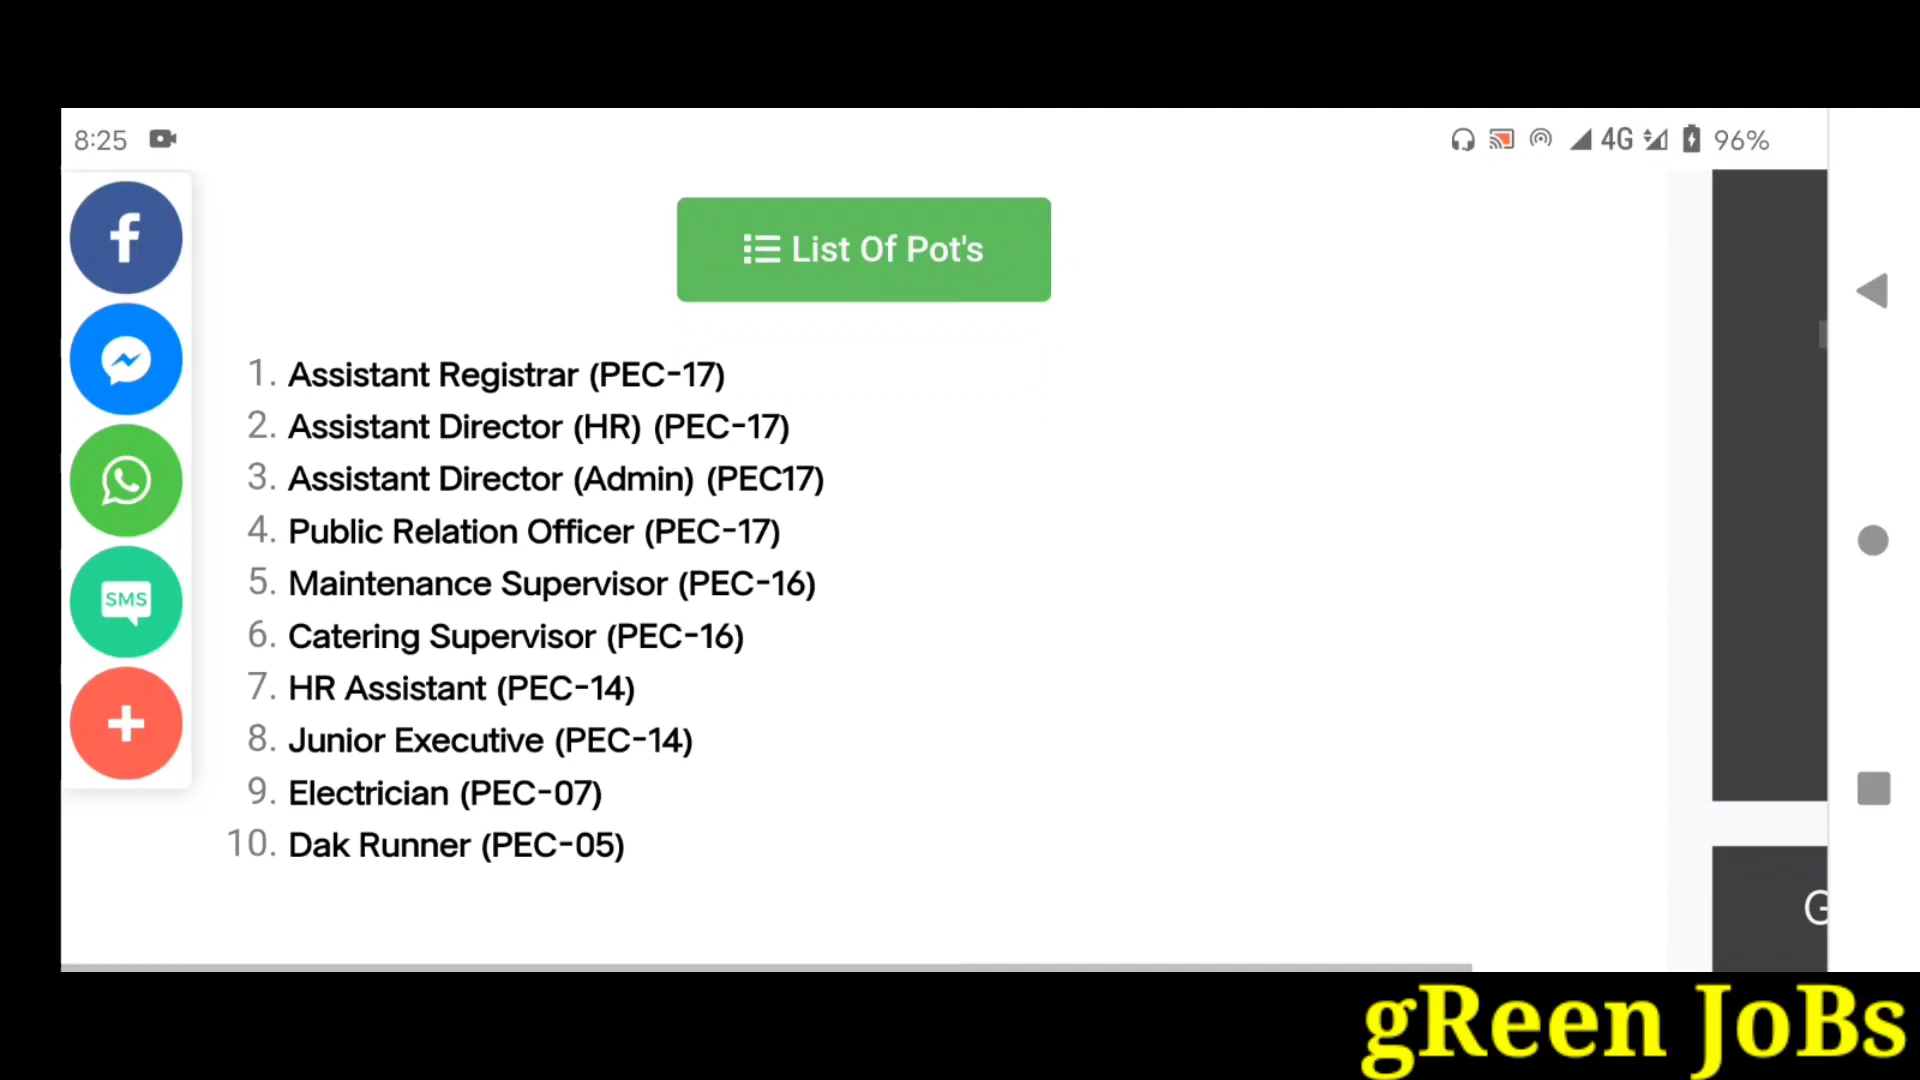 8:25
4G 96%
List Of Pot's
1. Assistant Registrar (PEC-17)
2. Assistant Director (HR) (PEC-17)
3. Assistant Director (Admin) (PEC17)
4. Public Relation Officer (PEC-17)
5. Maintenance Supervisor (PEC-16)
6. Catering Supervisor (PEC-16)
7. HR Assistant (PEC-14)
8. Junior Executive (PEC-14)
9. Electrician (PEC-07)
10. Dak Runner (PEC-05)
SMS
G
gReen JoBs